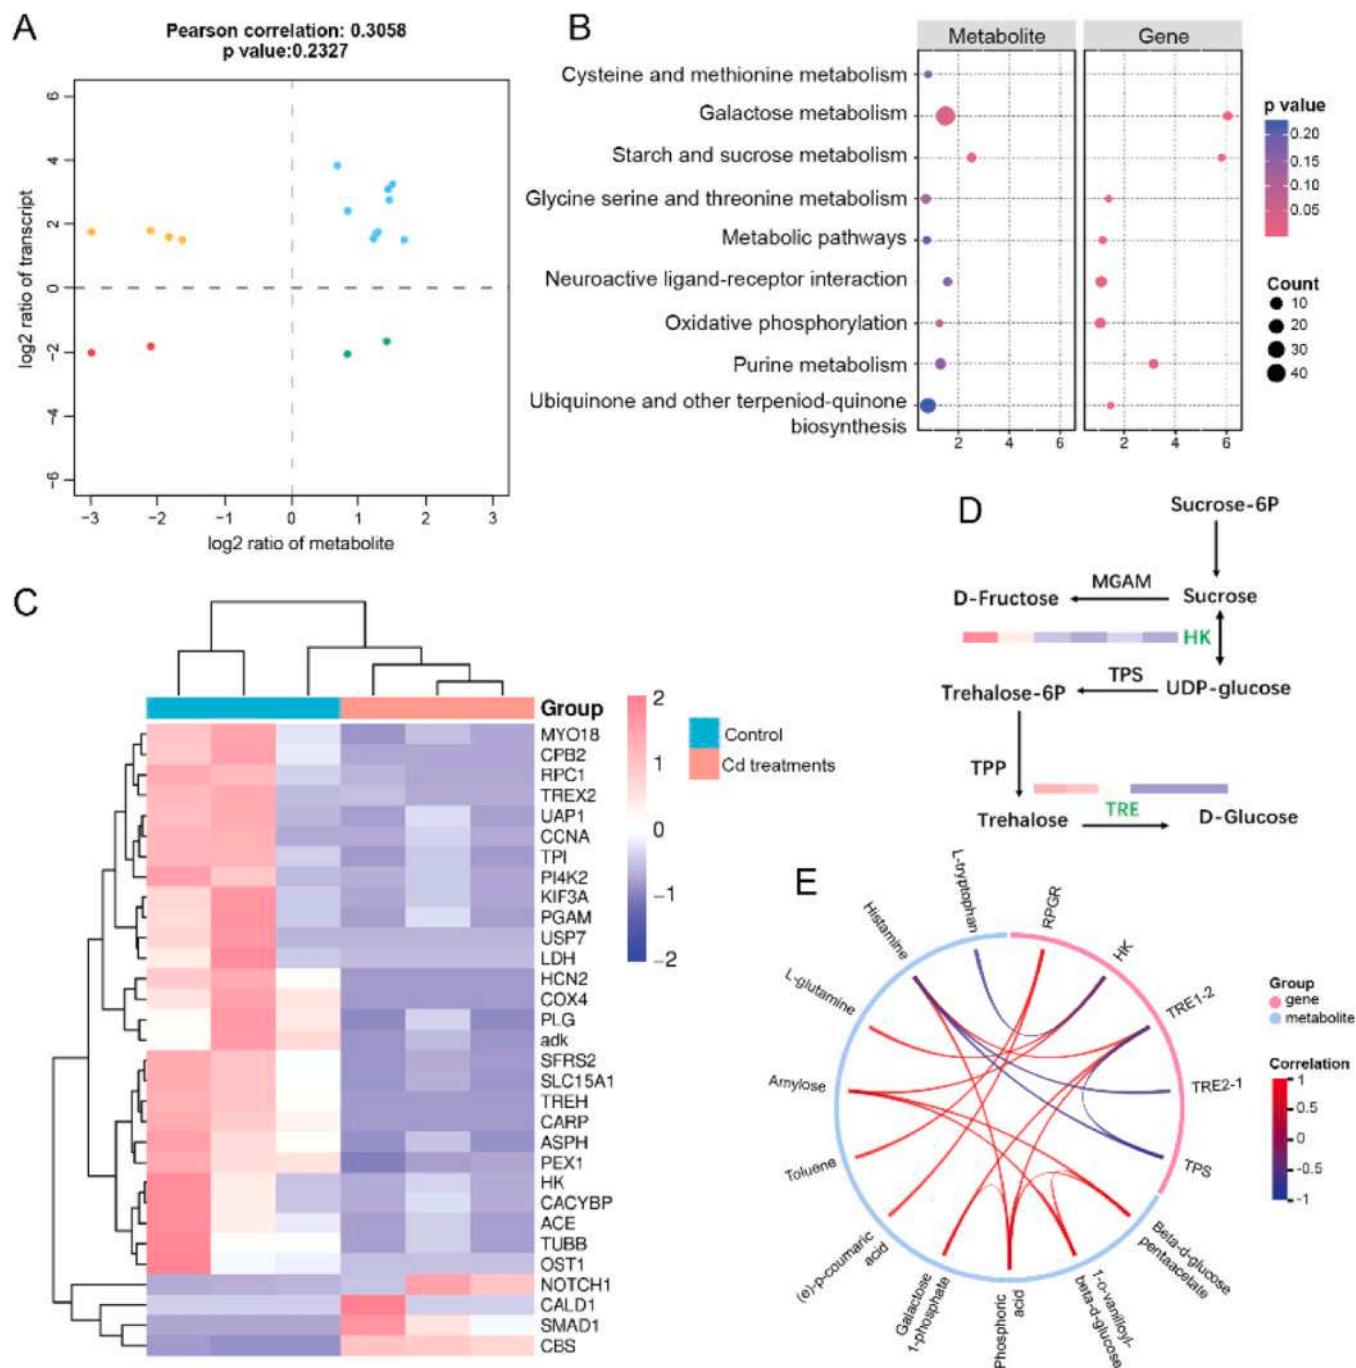 A
Pearson correlation: 0.3058
p value:0.2327
6
4
2
0
−2
−4
−6
log2 ratio of transcript
−3
−2
−1
0
1
2
3
log2 ratio of metabolite
B
Metabolite
Gene
Cysteine and methionine metabolism
Galactose metabolism
Starch and sucrose metabolism
Glycine serine and threonine metabolism
Metabolic pathways
Neuroactive ligand-receptor interaction
Oxidative phosphorylation
Purine metabolism
Ubiquinone and other terpeniod-quinone
biosynthesis
2
4
6
2
4
6
p value
0.20
0.15
0.10
0.05
Count
10
20
30
40
C
Group
MYO18
CPB2
RPC1
TREX2
UAP1
CCNA
TPI
PI4K2
KIF3A
PGAM
USP7
LDH
HCN2
COX4
PLG
adk
SFRS2
SLC15A1
TREH
CARP
ASPH
PEX1
HK
CACYBP
ACE
TUBB
OST1
NOTCH1
CALD1
SMAD1
CBS
2
1
0
−1
−2
Control
Cd treatments
D
Sucrose-6P
MGAM
D-Fructose
Sucrose
HK
TPS
Trehalose-6P
UDP-glucose
TPP
TRE
Trehalose
D-Glucose
E
L-tryptophan
RPGR
Histamine
HK
L-glutamine
TRE1-2
Amylose
TRE2-1
Toluene
TPS
(e)-p-coumaric
acid
Galactose
1-phosphate
Phosphoric
acid
1-o-vanilloyl-
beta-d-glucose
Beta-d-glucose
pentaacetate
Group
gene
metabolite
Correlation
1
0.5
0
-0.5
-1